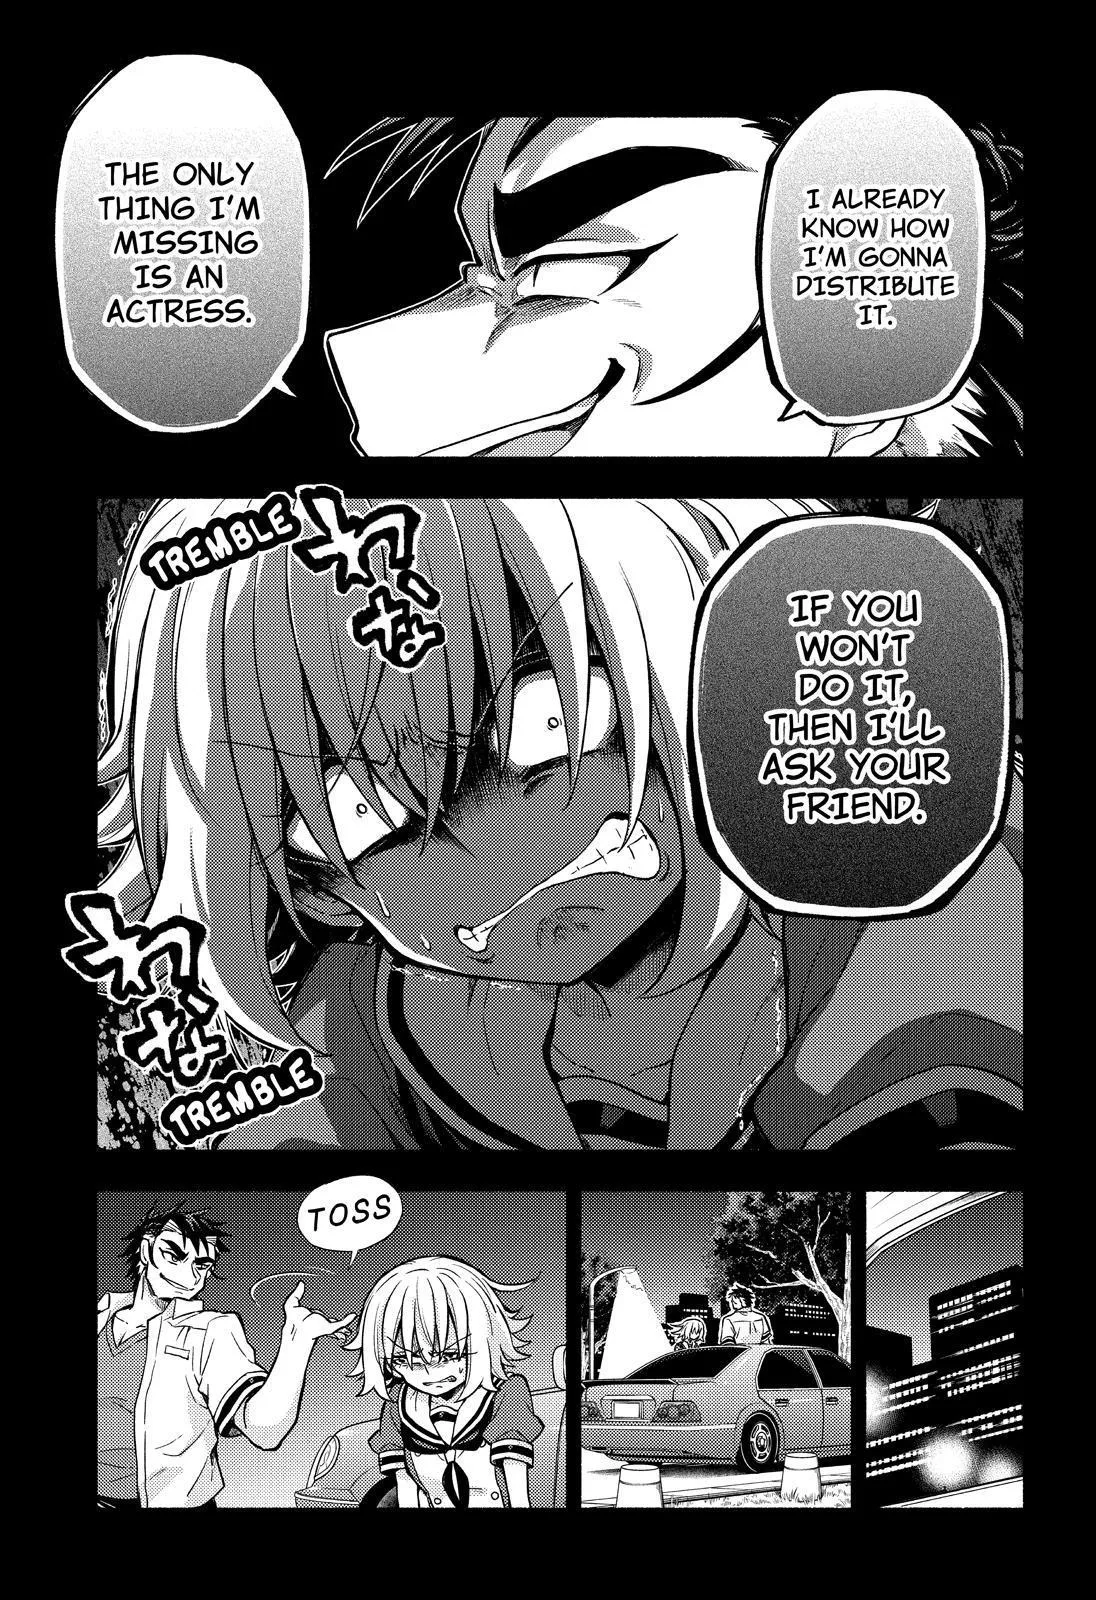 I ALREADY
KNOW HOW
I'M GONNA
DISTRIBUTE
IT.
THE ONLY
THING I'M
MISSING
IS AN
ACTRESS.
IF YOU
WON'T
DO IT,
THEN I'LL
ASK YOUR
FRIEND.
TREMBLE
わな
わな
TREMBLE
TOSS